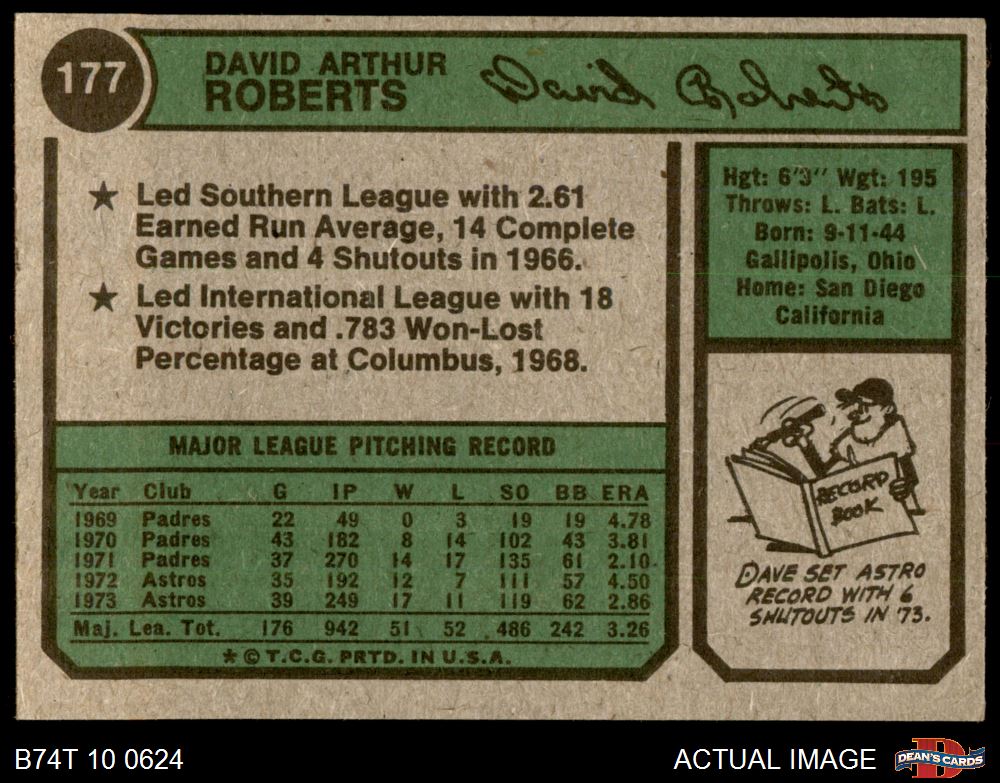 177
DAVID ARTHUR
ROBERTS
David Roberts
★ Led Southern League with 2.61
Earned Run Average, 14 Complete
Games and 4 Shutouts in 1966.
★ Led International League with 18
Victories and .783 Won-Lost
Percentage at Columbus, 1968.
Hgt: 6'3" Wgt: 195
Throws: L. Bats: L.
Born: 9-11-44
Gallipolis, Ohio
Home: San Diego
California
MAJOR LEAGUE PITCHING RECORD
Year Club G IP W L SO BB ERA
1969 Padres 22 49 0 3 19 19 4.78
1970 Padres 43 182 8 14 102 43 3.81
1971 Padres 37 270 14 17 135 61 2.10
1972 Astros 35 192 12 7 111 57 4.50
1973 Astros 39 249 17 11 119 62 2.86
Maj. Lea. Tot. 176 942 51 52 486 242 3.26
★ © T.C.G. PRTD. IN U.S.A.
RECORD
BOOK
DAVE SET ASTRO
RECORD WITH 6
SHUTOUTS IN '73.
B74T 10 0624
ACTUAL IMAGE
D
DEAN'S CARDS